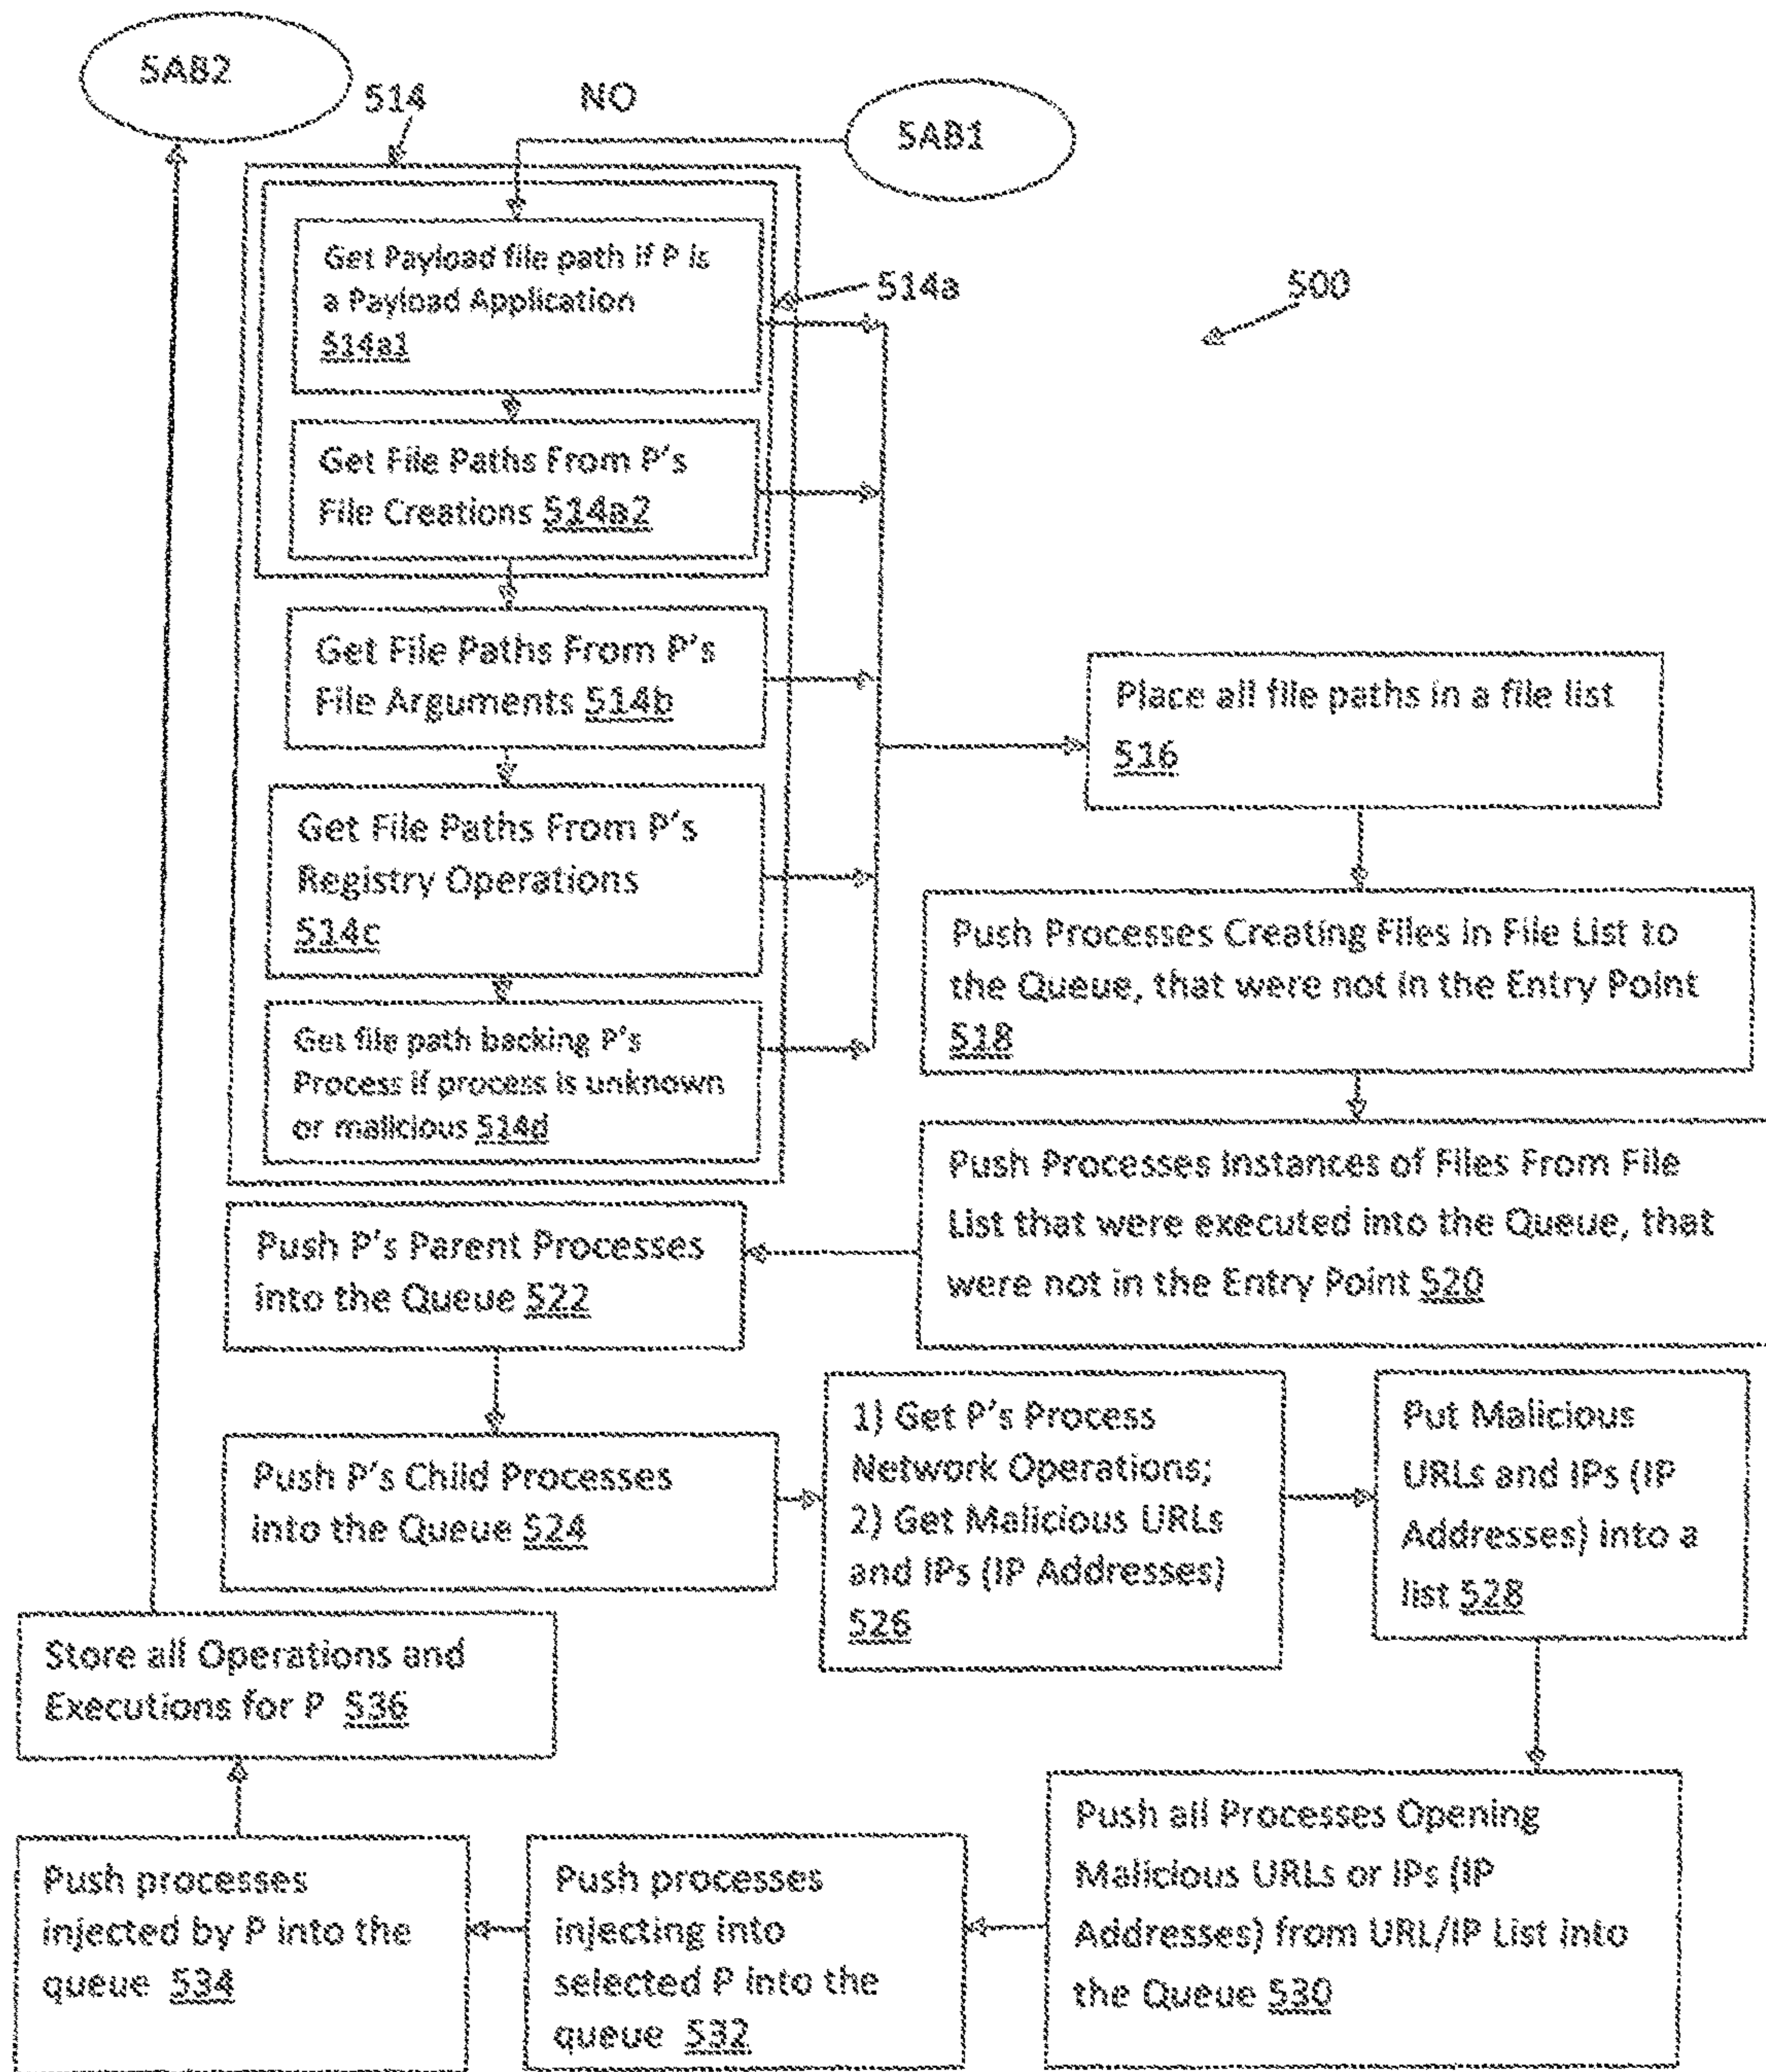 5AB2
514
NO
5AB1
Get Payload file path if P is
a Payload Application
514a1
514a
500
Get File Paths From P's
File Creations 514a2
Get File Paths From P's
File Arguments 514b
Place all file paths in a file list
516
Get File Paths From P's
Registry Operations
514c
Push Processes Creating Files in File List to
the Queue, that were not in the Entry Point
518
Get file path backing P's
Process if process is unknown
or malicious 514d
Push Processes Instances of Files From File
List that were executed into the Queue, that
were not in the Entry Point 520
Push P's Parent Processes
into the Queue 522
Push P's Child Processes
into the Queue 524
1) Get P's Process
Network Operations;
2) Get Malicious URLs
and IPs (IP Addresses)
526
Put Malicious
URLs and IPs (IP
Addresses) into a
list 528
Store all Operations and
Executions for P 536
Push all Processes Opening
Malicious URLs or IPs (IP
Addresses) from URL/IP List into
the Queue 530
Push processes
injecting into
selected P into the
queue 532
Push processes
injected by P into the
queue 534